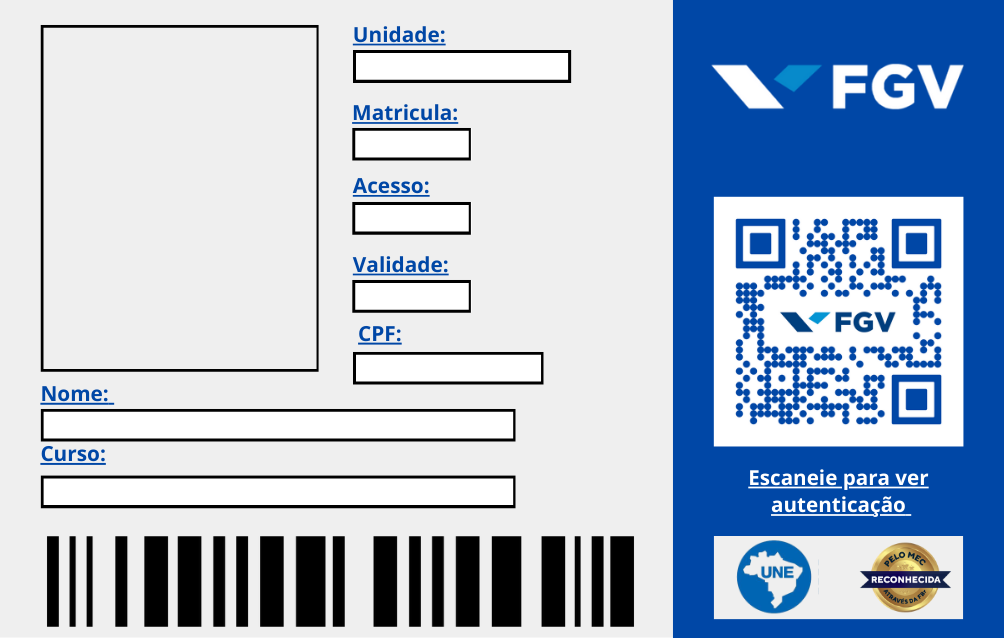 Unidade:
Matricula:
Acesso:
Validade:
CPF:
Nome:
Curso:
FGV
FGV
Escaneie para ver
autenticação
UNE
PELO MEC
RECONHECIDA
ATRAVÉS DA